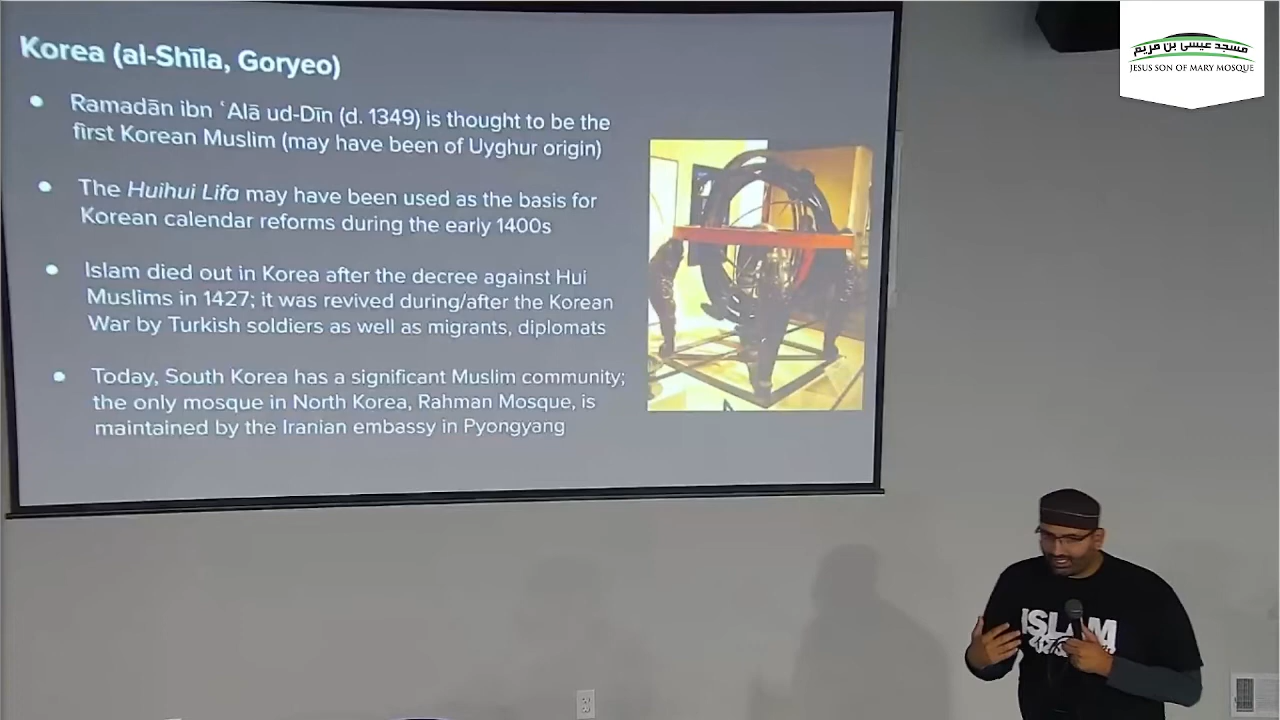 Korea (al-Shīla, Goryeo)
● Ramadān ibn ʿAlā ud-Dīn (d. 1349) is thought to be the
first Korean Muslim (may have been of Uyghur origin)
● The Huihui Lifa may have been used as the basis for
Korean calendar reforms during the early 1400s
● Islam died out in Korea after the decree against Hui
Muslims in 1427; it was revived during/after the Korean
War by Turkish soldiers as well as migrants, diplomats
● Today, South Korea has a significant Muslim community;
the only mosque in North Korea, Rahman Mosque, is
maintained by the Iranian embassy in Pyongyang
مسجد عيسى بن مريم
JESUS SON OF MARY MOSQUE
ISLAM